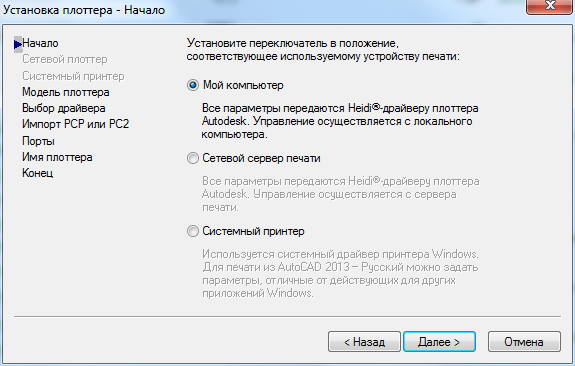 Установка плоттера - Начало
Начало
Сетевой плоттер
Системный принтер
Модель плоттера
Выбор драйвера
Импорт PCP или PC2
Порты
Имя плоттера
Конец
Установите переключатель в положение,
соответствующее используемому устройству печати:
Мой компьютер
Все параметры передаются Heidi®-драйверу плоттера
Autodesk. Управление осуществляется с локального
компьютера.
Сетевой сервер печати
Все параметры передаются Heidi®-драйверу плоттера
Autodesk. Управление осуществляется с сервера
печати.
Системный принтер
Используется системный драйвер принтера Windows.
Для печати из AutoCAD 2013 – Русский можно задать
параметры, отличные от действующих для других
приложений Windows.
< Назад
Далее >
Отмена